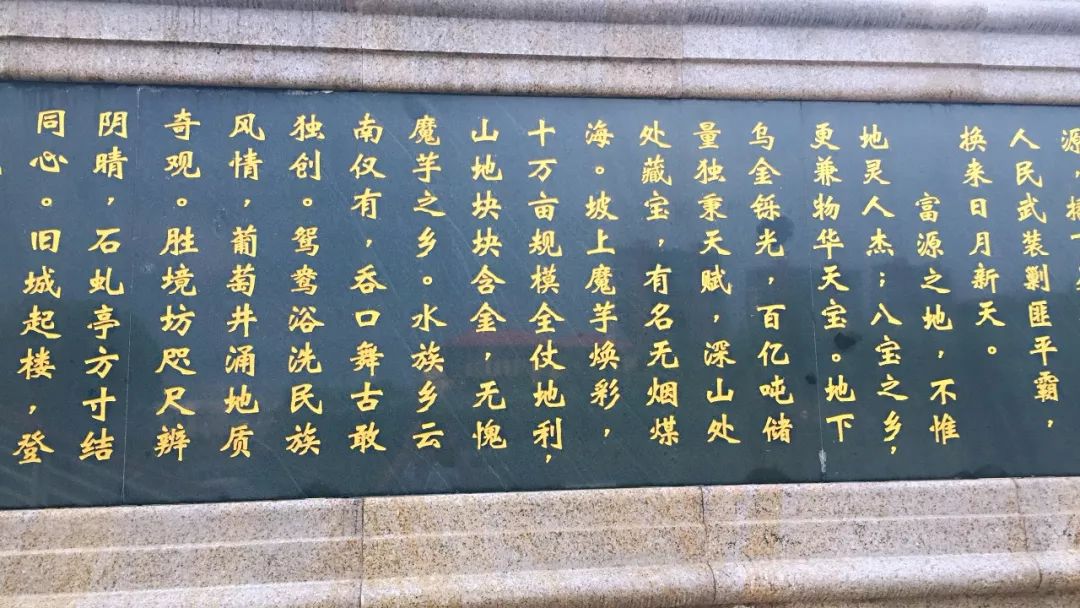 源，
人民武装剿匪平霸，
换来日月新天。
富源之地，不惟
地灵人杰；八宝之乡，
更兼物华天宝。地下
乌金铄光，百亿吨储
量独秉天赋，深山处
处藏宝，有名无烟煤
海。坡上魔芋焕彩，
十万亩规模全仗地利，
山地块块含金，无愧
魔芋之乡。水族乡云
南仅有，吞口舞古敢
独创。鸳鸯浴洗民族
风情，葡萄井涌地质
奇观。胜境坊咫尺辨
阴晴，石虬亭方寸结
同心。旧城起楼，登